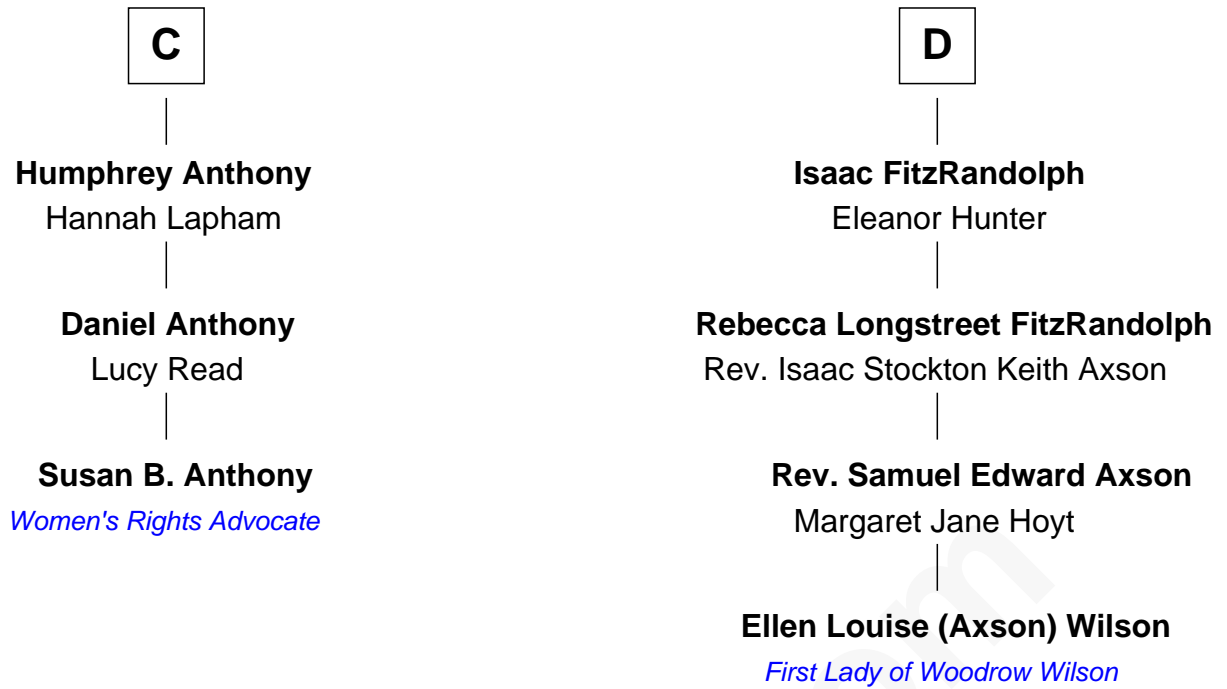 C
Humphrey Anthony
Hannah Lapham
Daniel Anthony
Lucy Read
Susan B. Anthony
Women's Rights Advocate
D
Isaac FitzRandolph
Eleanor Hunter
Rebecca Longstreet FitzRandolph
Rev. Isaac Stockton Keith Axson
Rev. Samuel Edward Axson
Margaret Jane Hoyt
Ellen Louise (Axson) Wilson
First Lady of Woodrow Wilson